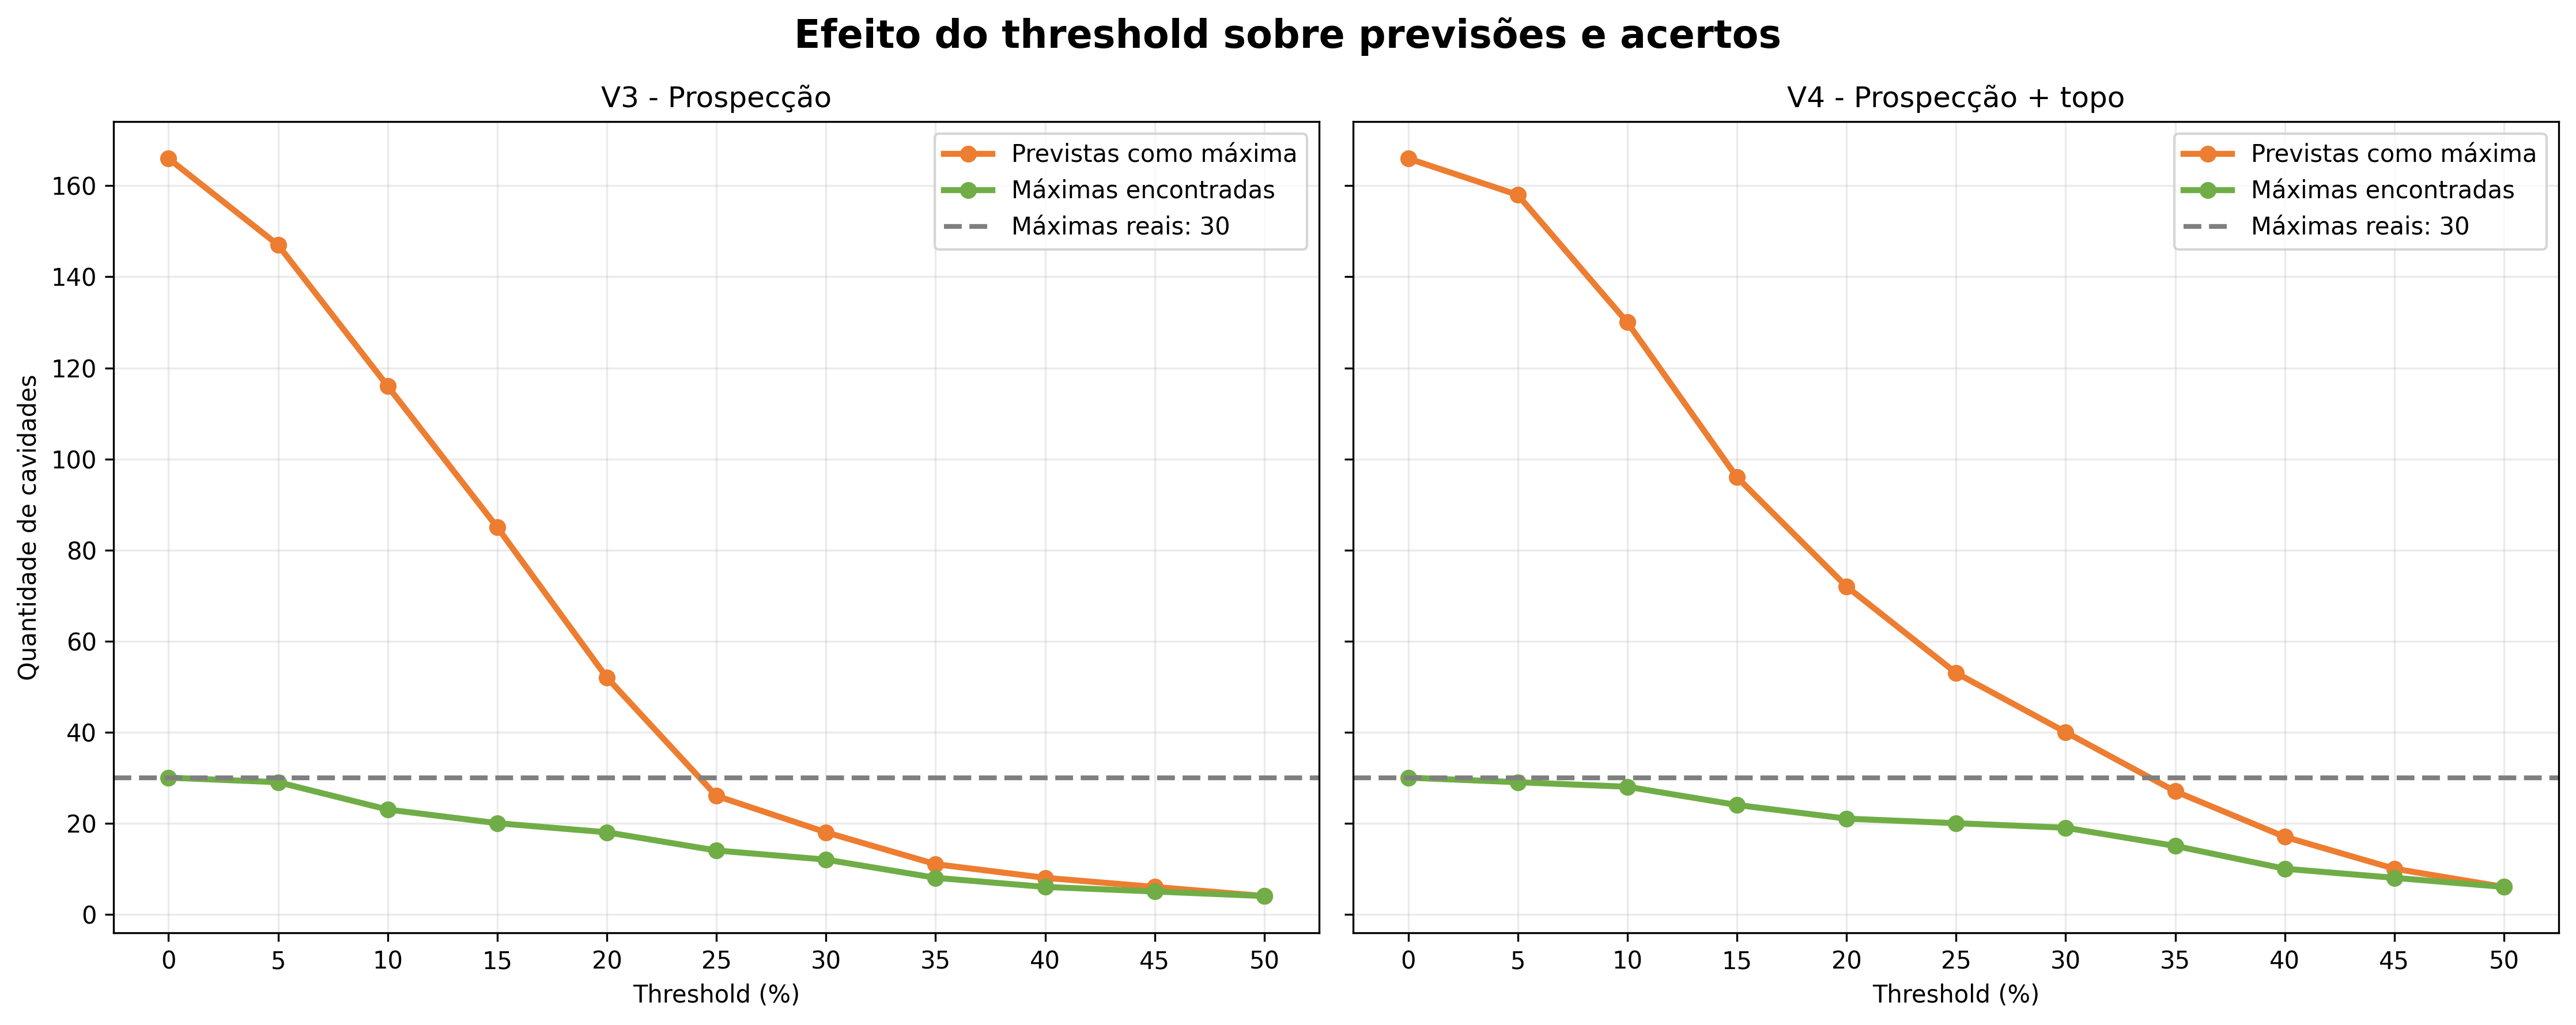 Efeito do threshold sobre previsões e acertos
V3 - Prospecção
Previstas como máxima
Máximas encontradas
Máximas reais: 30
Quantidade de cavidades
160
140
120
100
80
60
40
20
0
0 5 10 15 20 25 30 35 40 45 50
Threshold (%)
V4 - Prospecção + topo
Previstas como máxima
Máximas encontradas
Máximas reais: 30
0 5 10 15 20 25 30 35 40 45 50
Threshold (%)